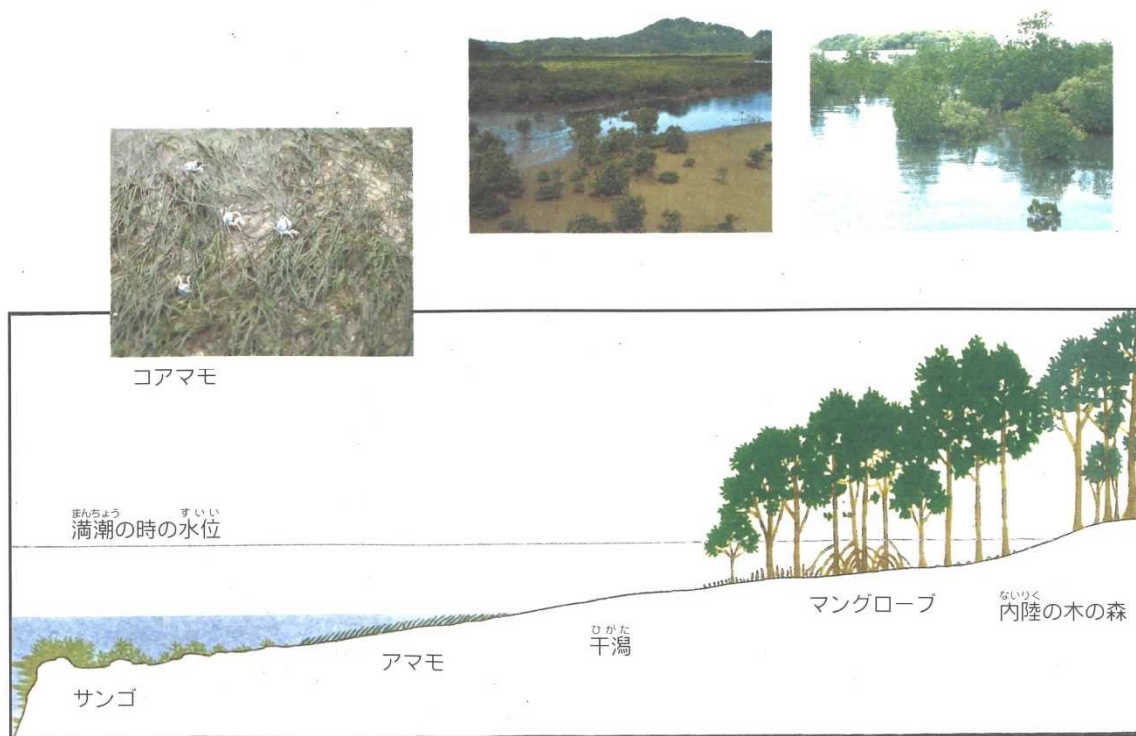 コアマモ
まんちょう すいい
満潮の時の水位
マングローブ
ないりく
内陸の木の森
ひがた
干潟
アマモ
サンゴ